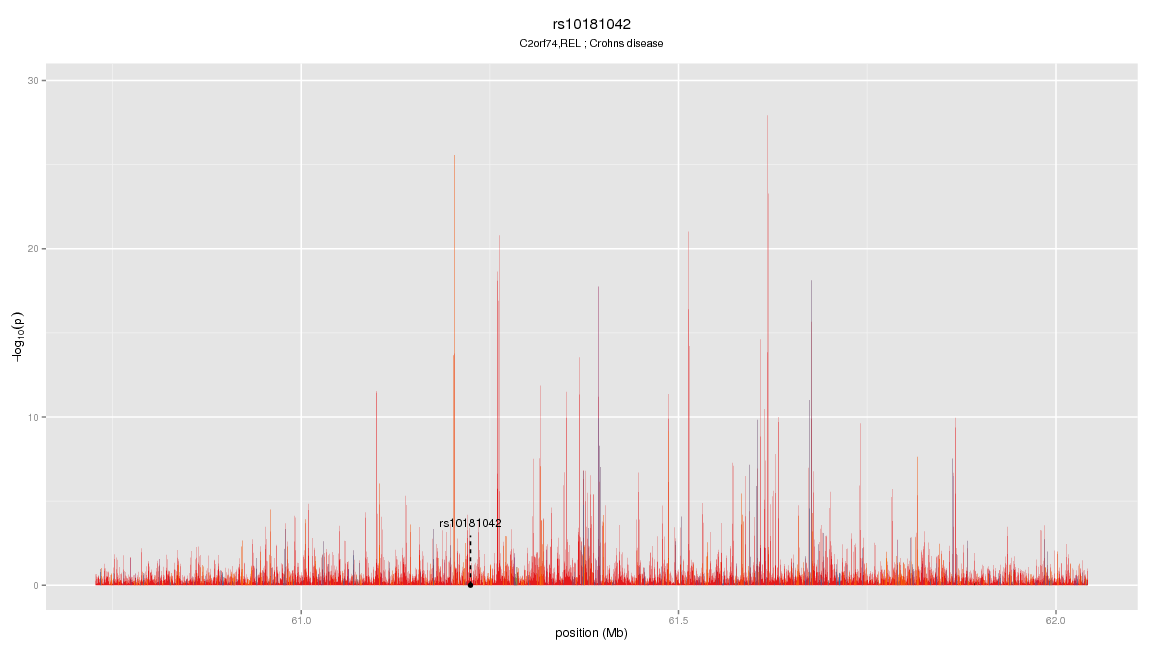 rs10181042
C2orf74,REL ; Crohns disease
30
20
10
0
−log10(p)
rs10181042
61.0
61.5
62.0
position (Mb)